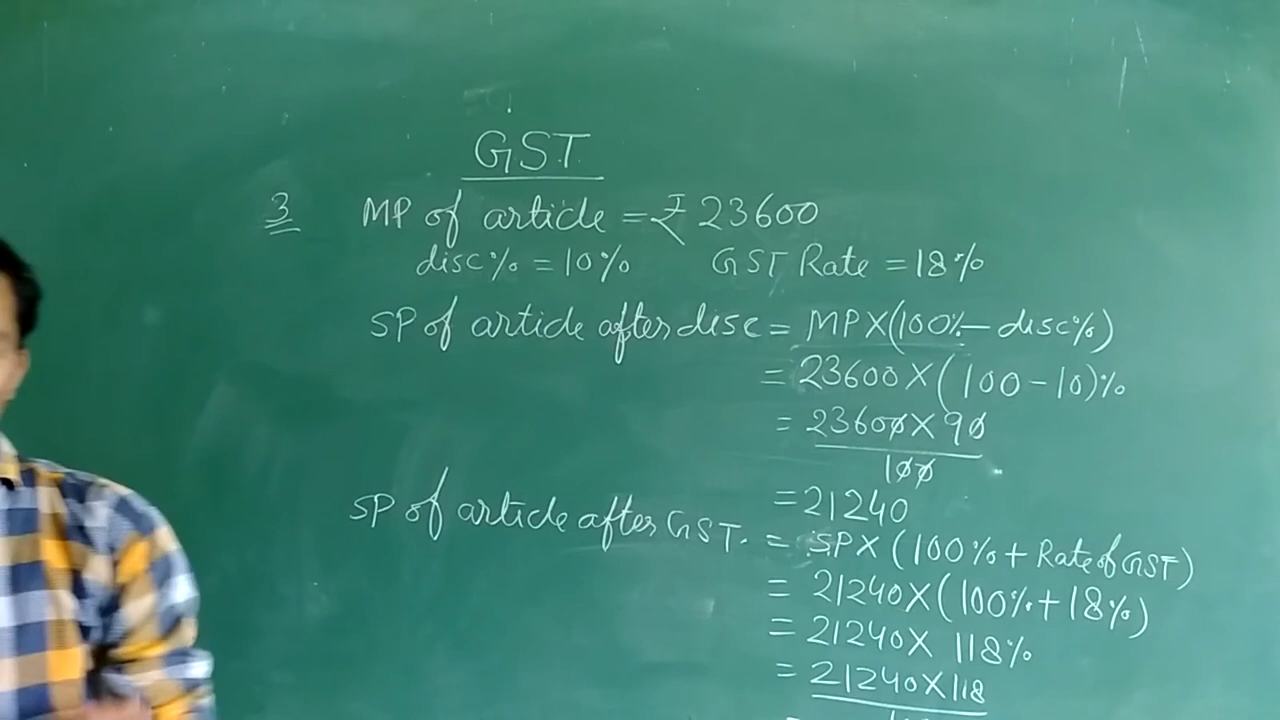 GST
3 MP of article = ₹ 23600
disc% = 10% GST Rate = 18%
SP of article after disc = MPX(100% - disc%)
= 23600 X (100 - 10)%
= 23600 X 90
100
= 21240
SP of article after GST. = SPX (100% + Rate of GST)
= 21240 X (100% + 18%)
= 21240 X 118%
= 21240 X 118